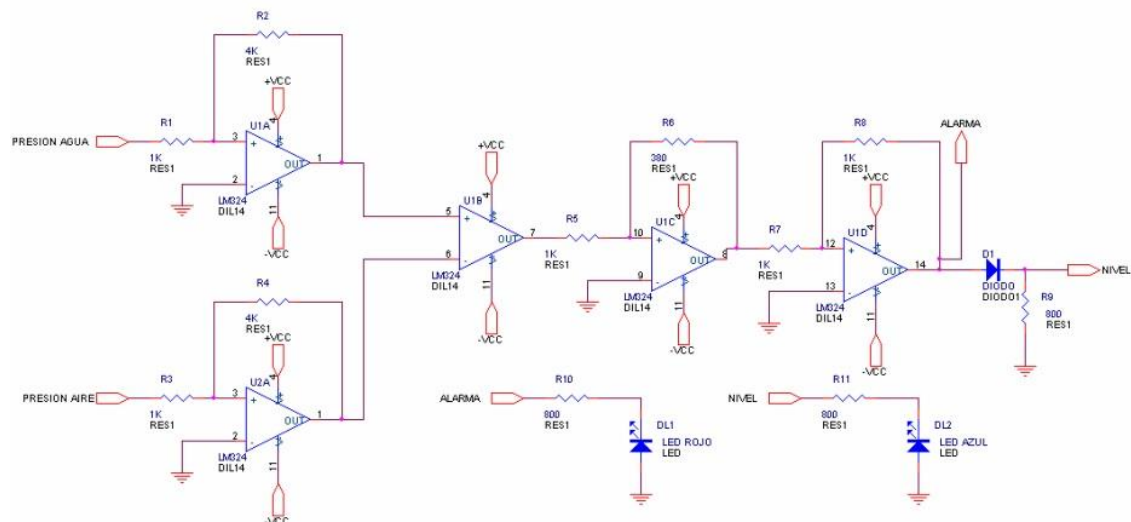 R2
4K
RES1
+VCC
4
R1
U1A
PRESION AGUA
3
+
OUT
1
1K
RES1
2
-
LM324
DIL14
11
-VCC
+VCC
4
U1B
5
+
OUT
7
6
-
LM324
DIL14
11
-VCC
R4
4K
RES1
+VCC
4
R3
U2A
PRESION AIRE
3
+
OUT
1
1K
RES1
2
-
LM324
DIL14
11
-VCC
R5
1K
RES1
R6
380
RES1
+VCC
4
U1C
10
+
OUT
8
9
-
LM324
DIL14
11
-VCC
R7
1K
RES1
R8
1K
RES1
+VCC
4
U1D
12
+
OUT
14
13
-
LM324
DIL14
11
-VCC
ALARMA
D1
DIODO
DIODO1
NIVEL
R9
800
RES1
ALARMA
R10
800
RES1
DL1
LED ROJO
LED
NIVEL
R11
800
RES1
DL2
LED AZUL
LED